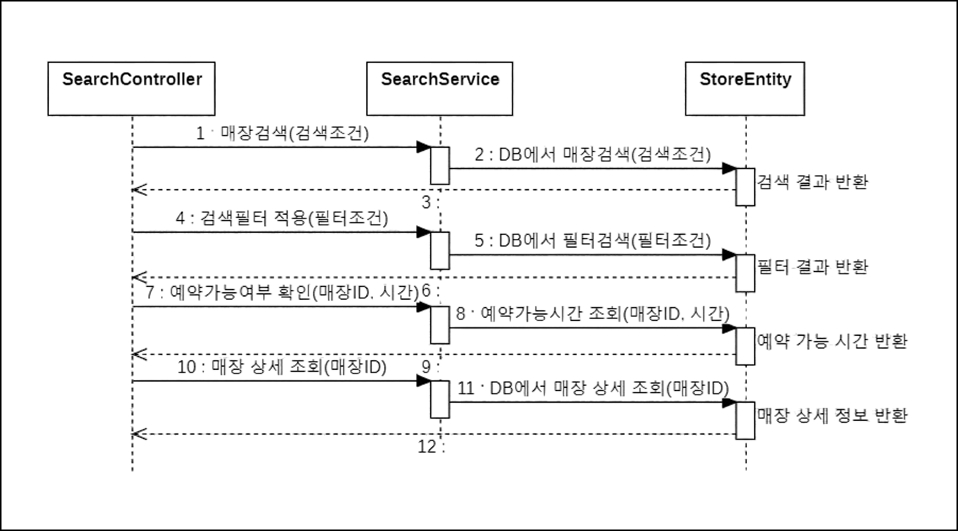 SearchController
SearchService
StoreEntity
1 : 매장검색(검색조건)
2 : DB에서 매장검색(검색조건)
검색 결과 반환
3 :
4 : 검색필터 적용(필터조건)
5 : DB에서 필터검색(필터조건)
필터 결과 반환
6 :
7 : 예약가능여부 확인(매장ID, 시간)
8 : 예약가능시간 조회(매장ID, 시간)
예약 가능 시간 반환
9 :
10 : 매장 상세 조회(매장ID)
11 : DB에서 매장 상세 조회(매장ID)
매장 상세 정보 반환
12 :